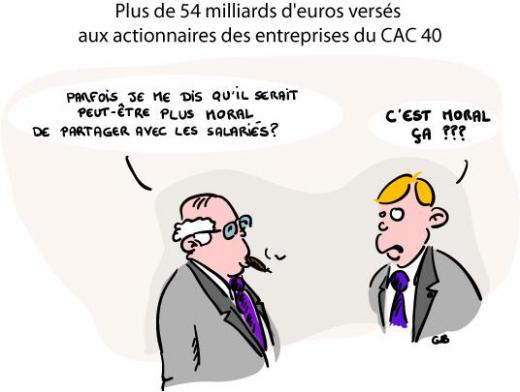 Plus de 54 milliards d'euros versés
aux actionnaires des entreprises du CAC 40
PARFOIS JE ME DIS QU'IL SERAIT
PEUT-ÊTRE PLUS MORAL
DE PARTAGER AVEC LES SALARIÉS?
C'EST MORAL
ÇA ???
GB